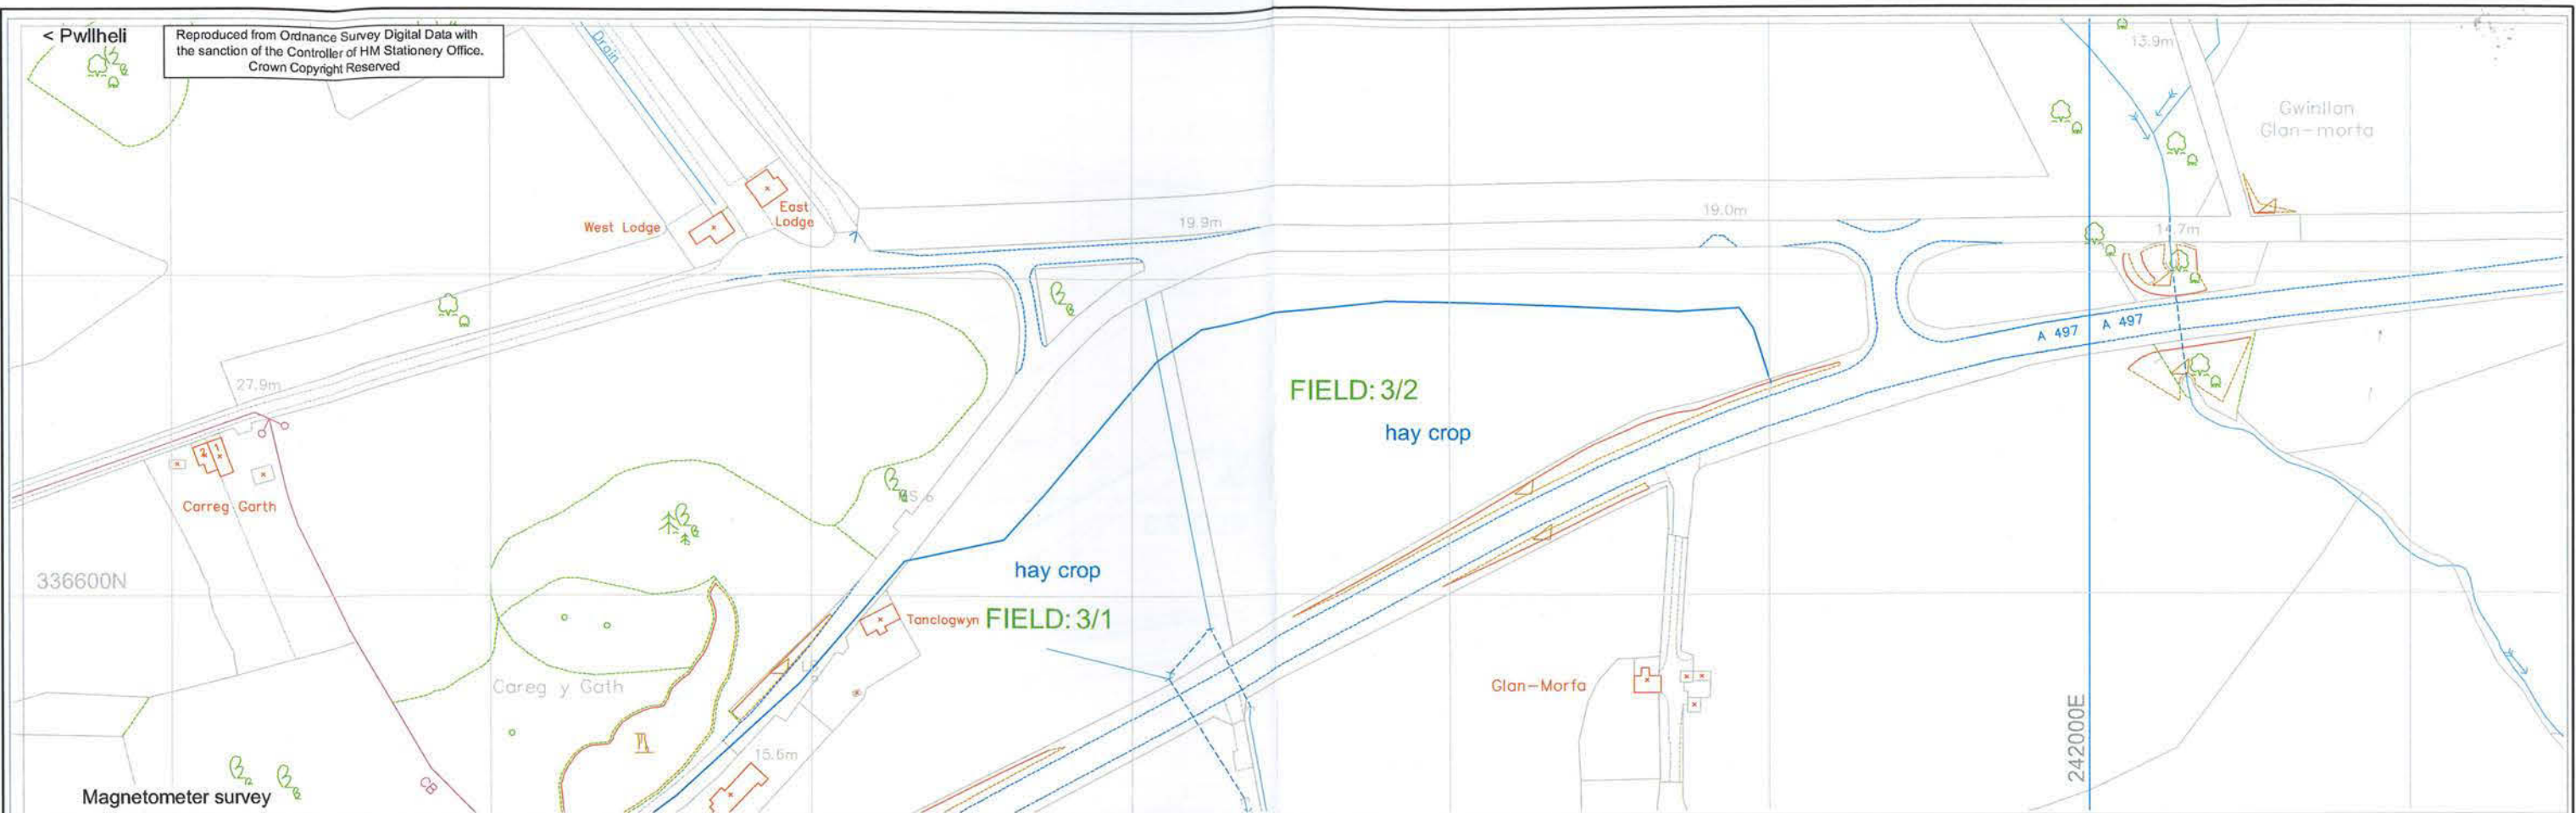 < Pwllheli
Reproduced from Ordnance Survey Digital Data with
the sanction of the Controller of HM Stationery Office.
Crown Copyright Reserved
Drain
13.9m
Gwinllan
Glan-morfa
East
Lodge
West Lodge
19.9m
19.0m
14.7m
A 497
A 497
27.9m
FIELD: 3/2
hay crop
2
1
Carreg Garth
336600N
hay crop
Tanclogwyn
FIELD: 3/1
Careg y Gath
Glan-Morfa
242000E
15.6m
CB
Magnetometer survey